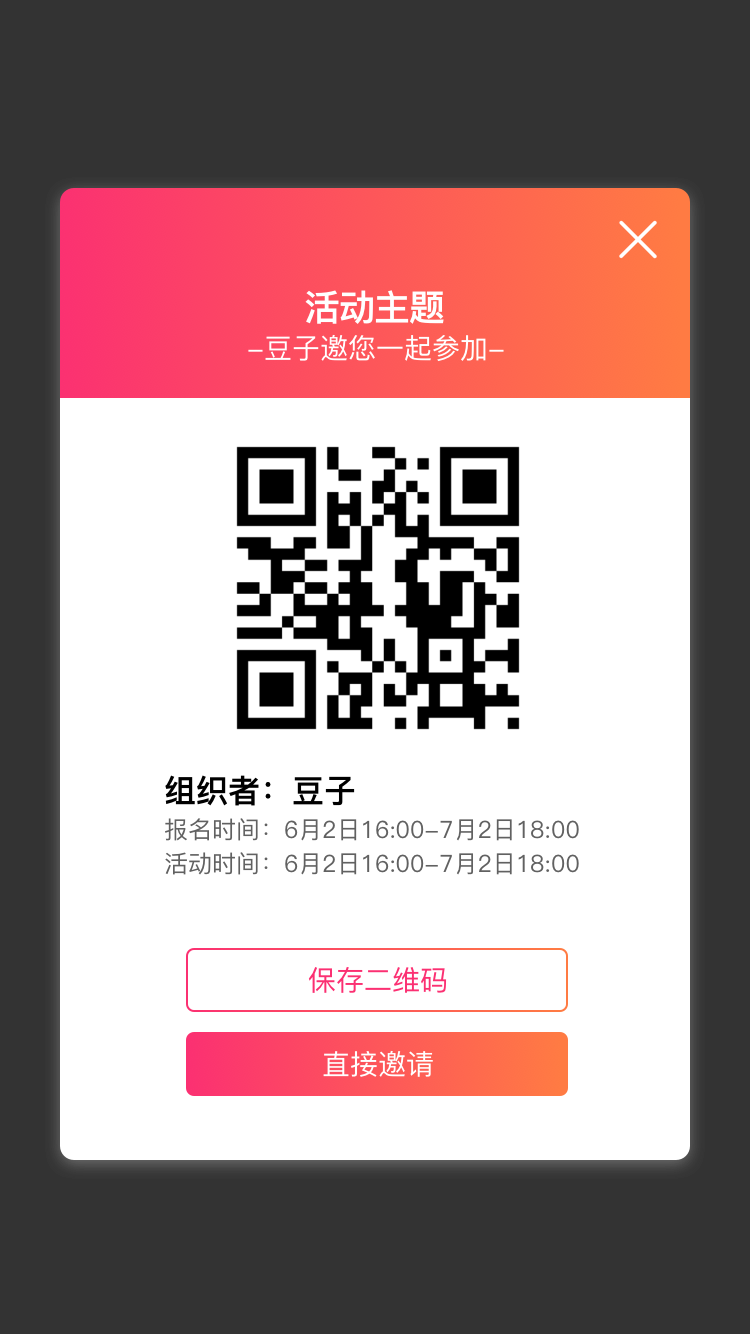 活动主题
–豆子邀您一起参加–
组织者：豆子
报名时间：6月2日16:00–7月2日18:00
活动时间：6月2日16:00–7月2日18:00
保存二维码
直接邀请